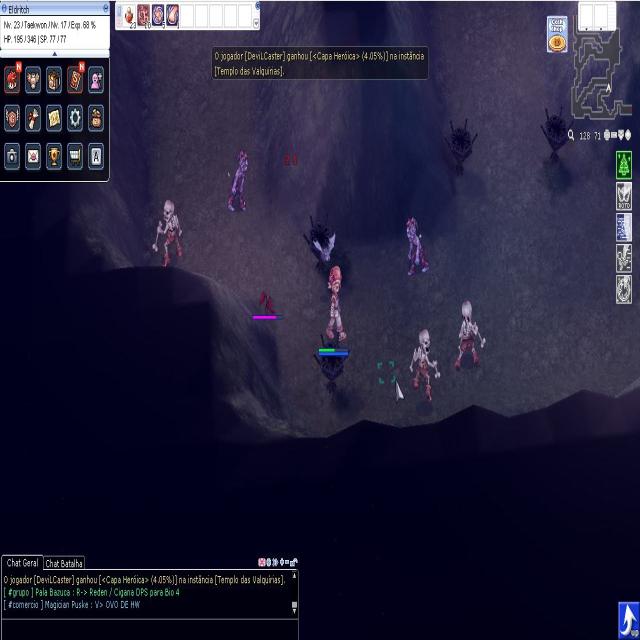 Eldritch
Nv. 23 / Taekwon / Nv. 17 / Exp. 68 %
HP. 195 / 346 | SP. 77 / 77
N
N
A
O jogador [DeviLCaster] ganhou [<Capa Heróica> (4.05%)] na instância
[Templo das Valquírias].
128 71
Chat Geral
Chat Batalha
O jogador [DeviLCaster] ganhou [<Capa Heróica> (4.05%)] na instância [Templo das Valquírias].
[ #grupo ] Pala Bazuca : R-> Reden / Cigana DPS para Bio 4
[ #comercio ] Magician Puske : V> OVO DE HW